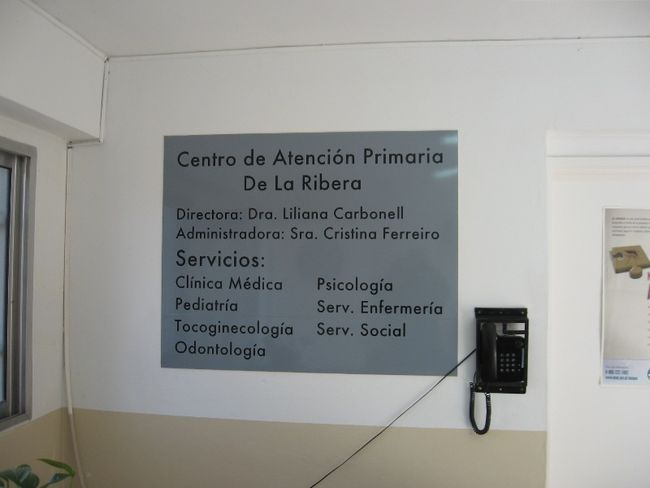 Centro de Atención Primaria
De La Ribera
Directora: Dra. Liliana Carbonell
Administradora: Sra. Cristina Ferreiro
Servicios:
Clínica Médica
Pediatría
Tocoginecología
Odontología
Psicología
Serv. Enfermería
Serv. Social